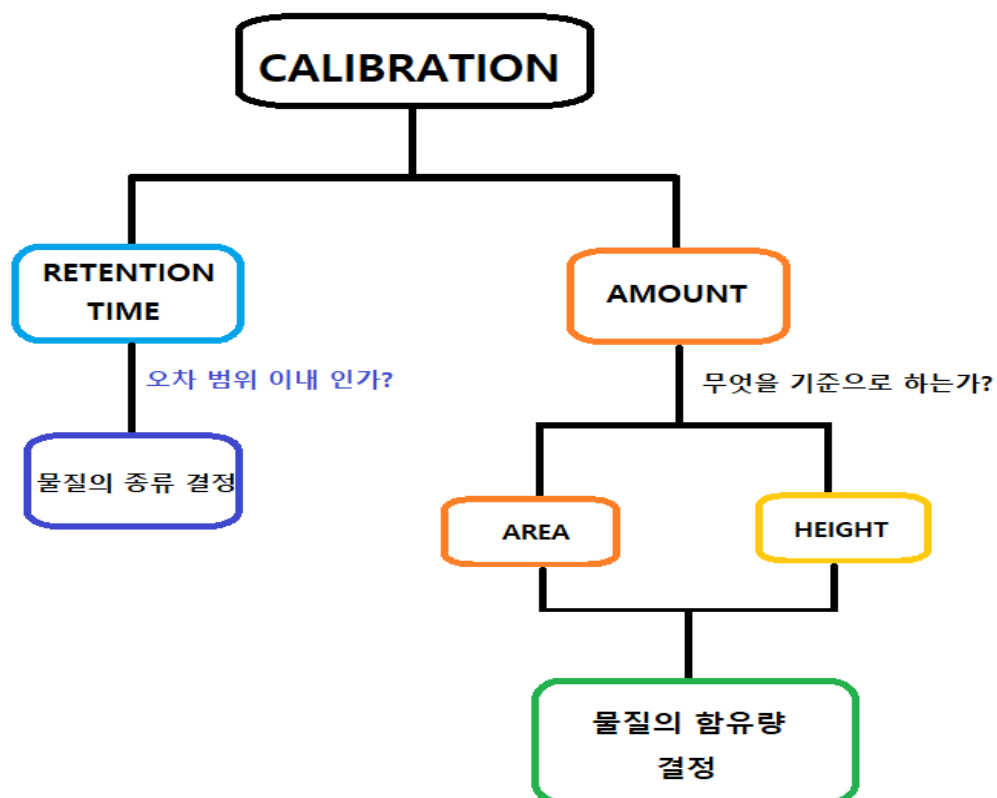 CALIBRATION
RETENTION
TIME
AMOUNT
오차 범위 이내 인가?
무엇을 기준으로 하는가?
물질의 종류 결정
AREA
HEIGHT
물질의 함유량
결정